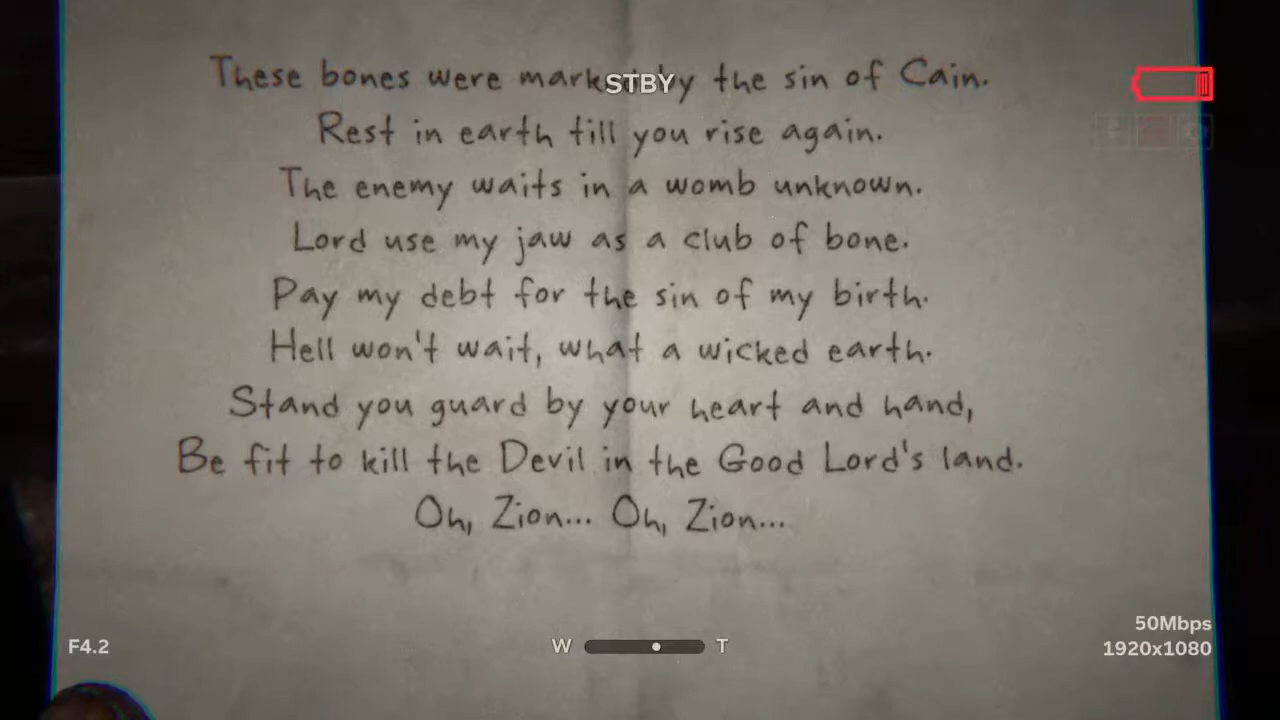 These bones were marked by the sin of Cain.
STBY
Rest in earth till you rise again.
The enemy waits in a womb unknown.
Lord use my jaw as a club of bone.
Pay my debt for the sin of my birth.
Hell won't wait, what a wicked earth.
Stand you guard by your heart and hand,
Be fit to kill the Devil in the Good Lord's land.
Oh, Zion... Oh, Zion...
50Mbps
F4.2
W T
1920x1080